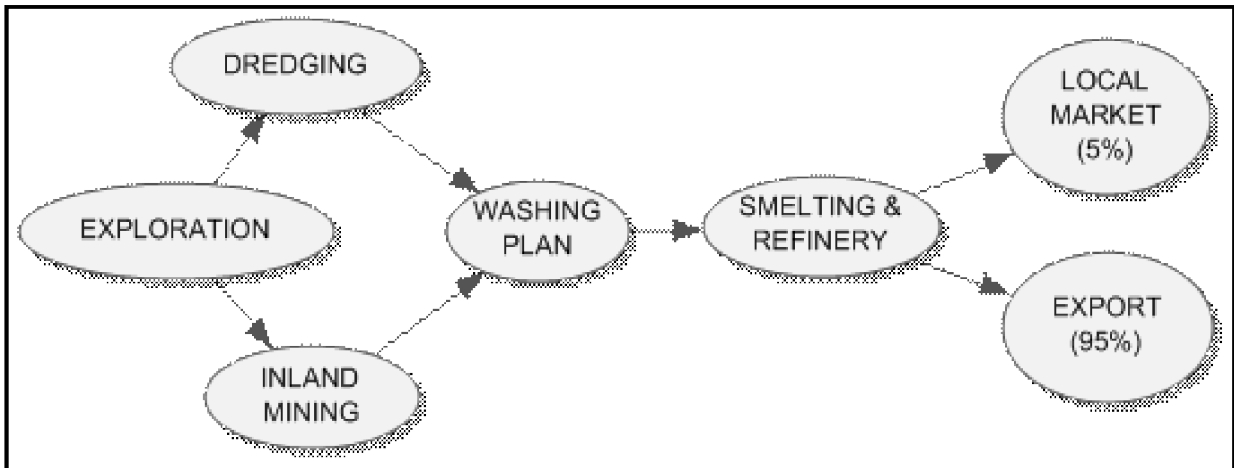 DREDGING
EXPLORATION
INLAND
MINING
WASHING
PLAN
SMELTING &
REFINERY
LOCAL
MARKET
(5%)
EXPORT
(95%)